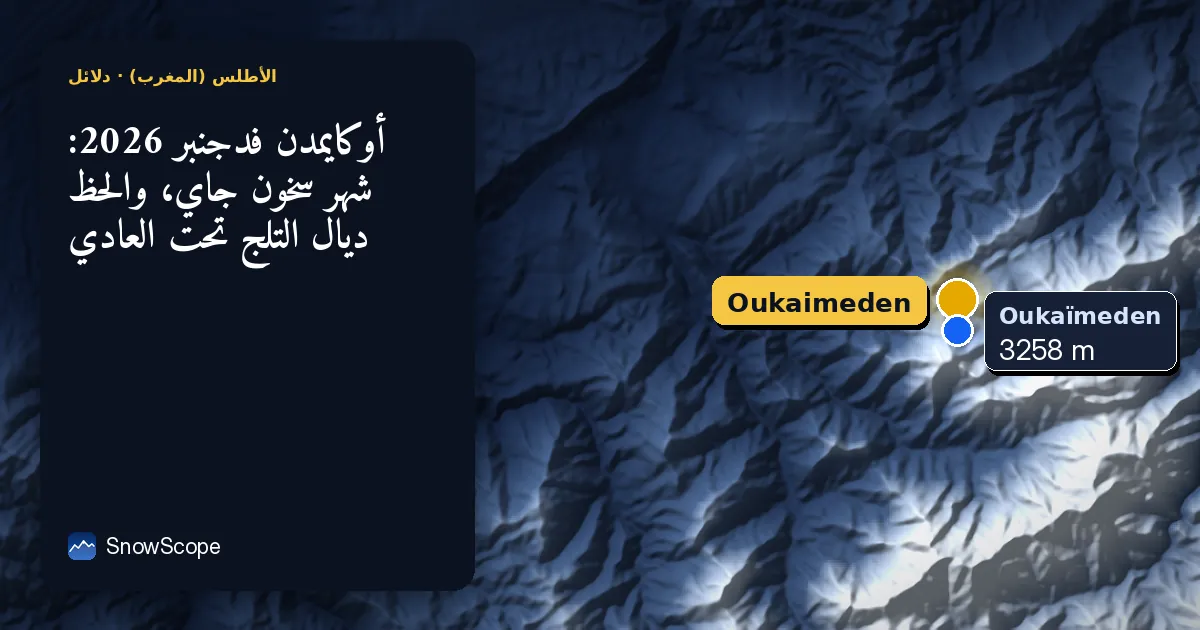 الأطلس (المغرب) · دلائل
أوكايمدن فدجنبر 2026:
شهر سخون جاي، والحظ
ديال التلج تحت العادي
Oukaimeden
Oukaïmeden
3258 m
SnowScope